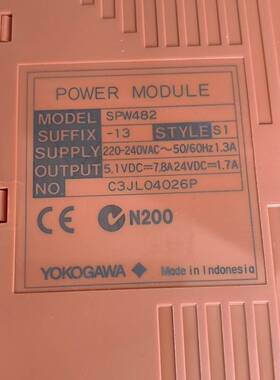 POWER MODULE
MODEL SPW482
SUFFIX -13 STYLE S1
SUPPLY 220-240VAC~50/60Hz 1.3A
OUTPUT 5.1VDC⎓7.8A 24VDC⎓1.7A
NO. C3JL04026P
CE N200
YOKOGAWA Made in Indonesia